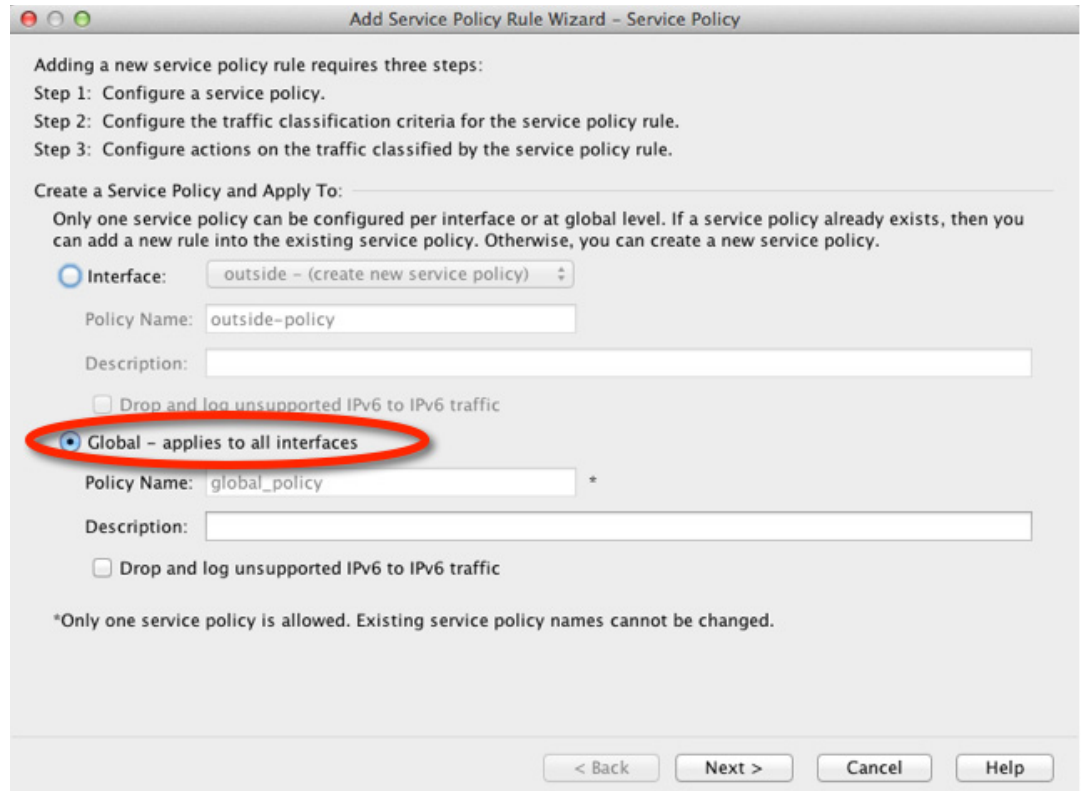 Add Service Policy Rule Wizard – Service Policy
Adding a new service policy rule requires three steps:
Step 1: Configure a service policy.
Step 2: Configure the traffic classification criteria for the service policy rule.
Step 3: Configure actions on the traffic classified by the service policy rule.
Create a Service Policy and Apply To:
Only one service policy can be configured per interface or at global level. If a service policy already exists, then you
can add a new rule into the existing service policy. Otherwise, you can create a new service policy.
Interface: outside – (create new service policy)
Policy Name: outside-policy
Description:
Drop and log unsupported IPv6 to IPv6 traffic
Global – applies to all interfaces
Policy Name: global_policy *
Description:
Drop and log unsupported IPv6 to IPv6 traffic
*Only one service policy is allowed. Existing service policy names cannot be changed.
< Back Next > Cancel Help